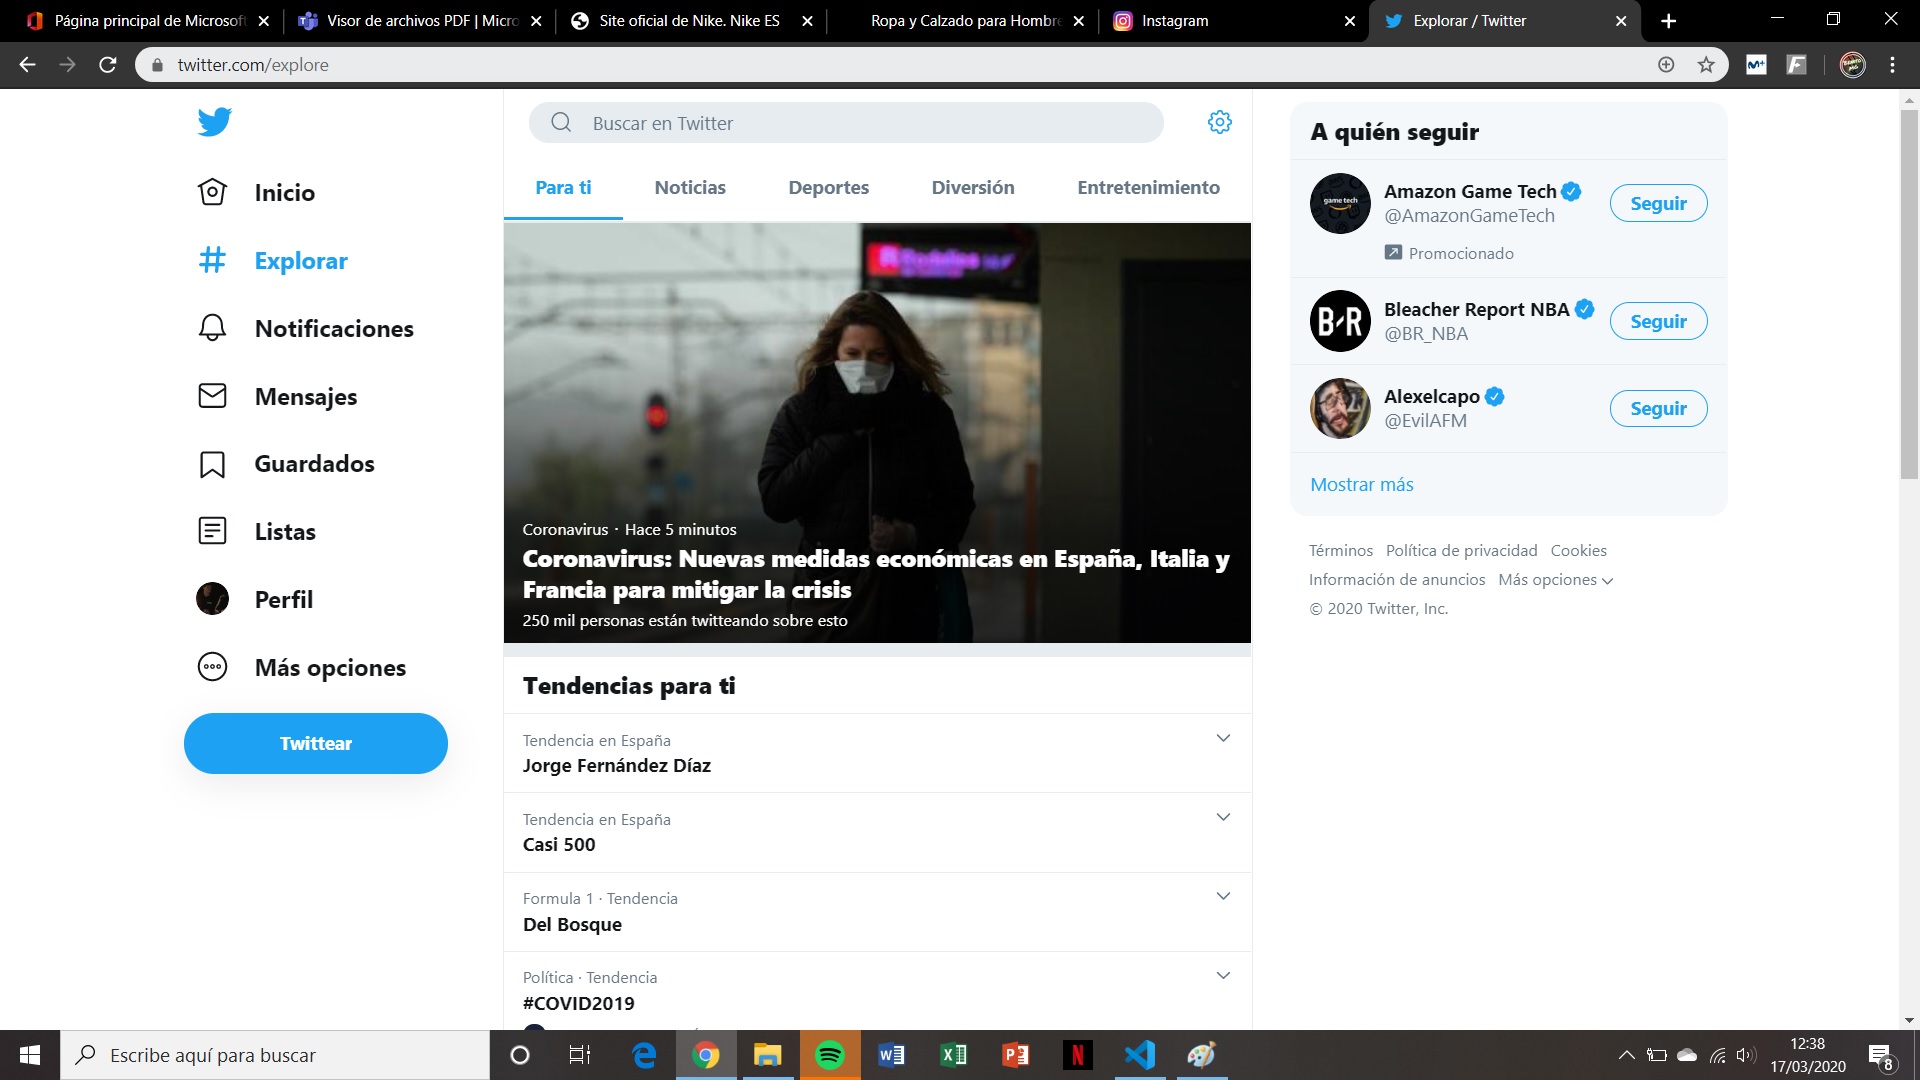 Página principal de Microsoft
Visor de archivos PDF | Micro
Site oficial de Nike. Nike ES
Ropa y Calzado para Hombre
Instagram
Explorar / Twitter
twitter.com/explore
Inicio
Explorar
Notificaciones
Mensajes
Guardados
Listas
Perfil
Más opciones
Twittear
Buscar en Twitter
Para ti
Noticias
Deportes
Diversión
Entretenimiento
Coronavirus · Hace 5 minutos
Coronavirus: Nuevas medidas económicas en España, Italia y
Francia para mitigar la crisis
250 mil personas están twitteando sobre esto
Tendencias para ti
Tendencia en España
Jorge Fernández Díaz
Tendencia en España
Casi 500
Formula 1 · Tendencia
Del Bosque
Política · Tendencia
#COVID2019
A quién seguir
game tech
Amazon Game Tech
@AmazonGameTech
Seguir
Promocionado
B/R
Bleacher Report NBA
@BR_NBA
Seguir
Alexelcapo
@EvilAFM
Seguir
Mostrar más
Términos Política de privacidad Cookies
Información de anuncios Más opciones
© 2020 Twitter, Inc.
Escribe aquí para buscar
12:38
17/03/2020
8